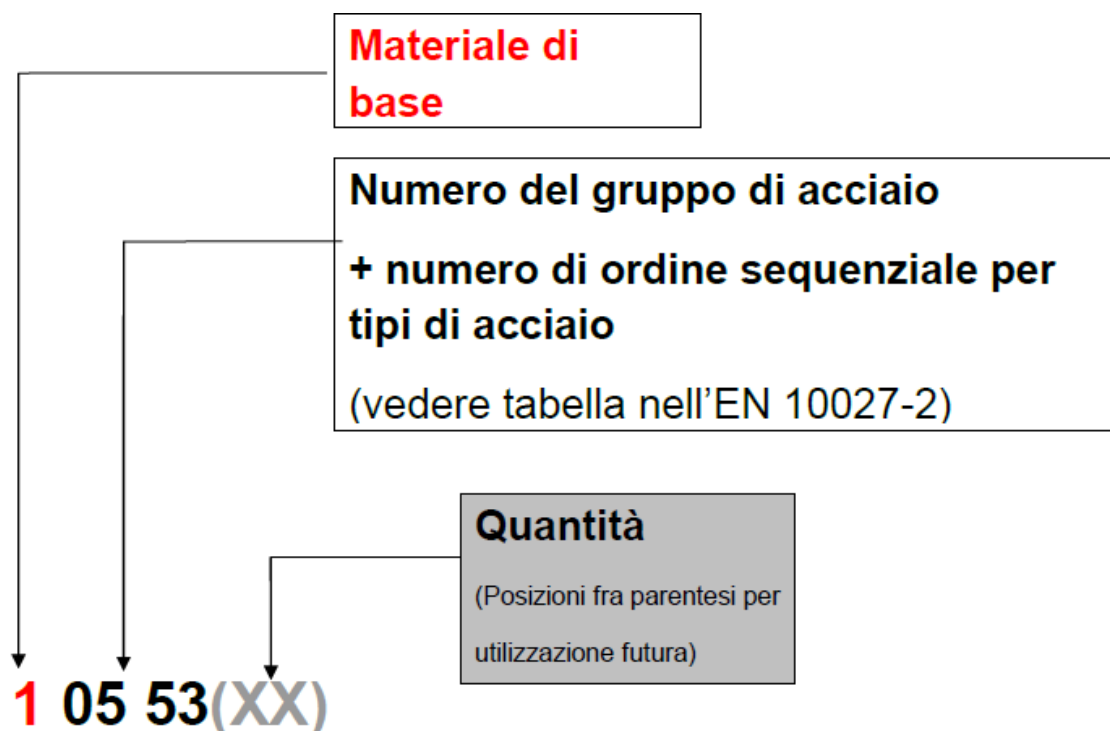 Materiale di
base
Numero del gruppo di acciaio
+ numero di ordine sequenziale per
tipi di acciaio
(vedere tabella nell’EN 10027-2)
Quantità
(Posizioni fra parentesi per
utilizzazione futura)
1 05 53(XX)